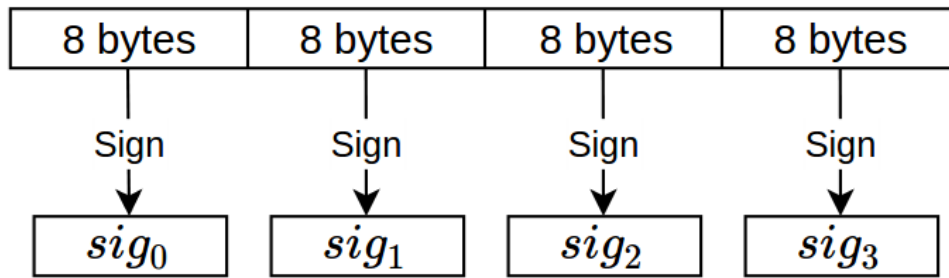 8 bytes 8 bytes 8 bytes 8 bytes
Sign Sign Sign Sign
sig₀ sig₁ sig₂ sig₃